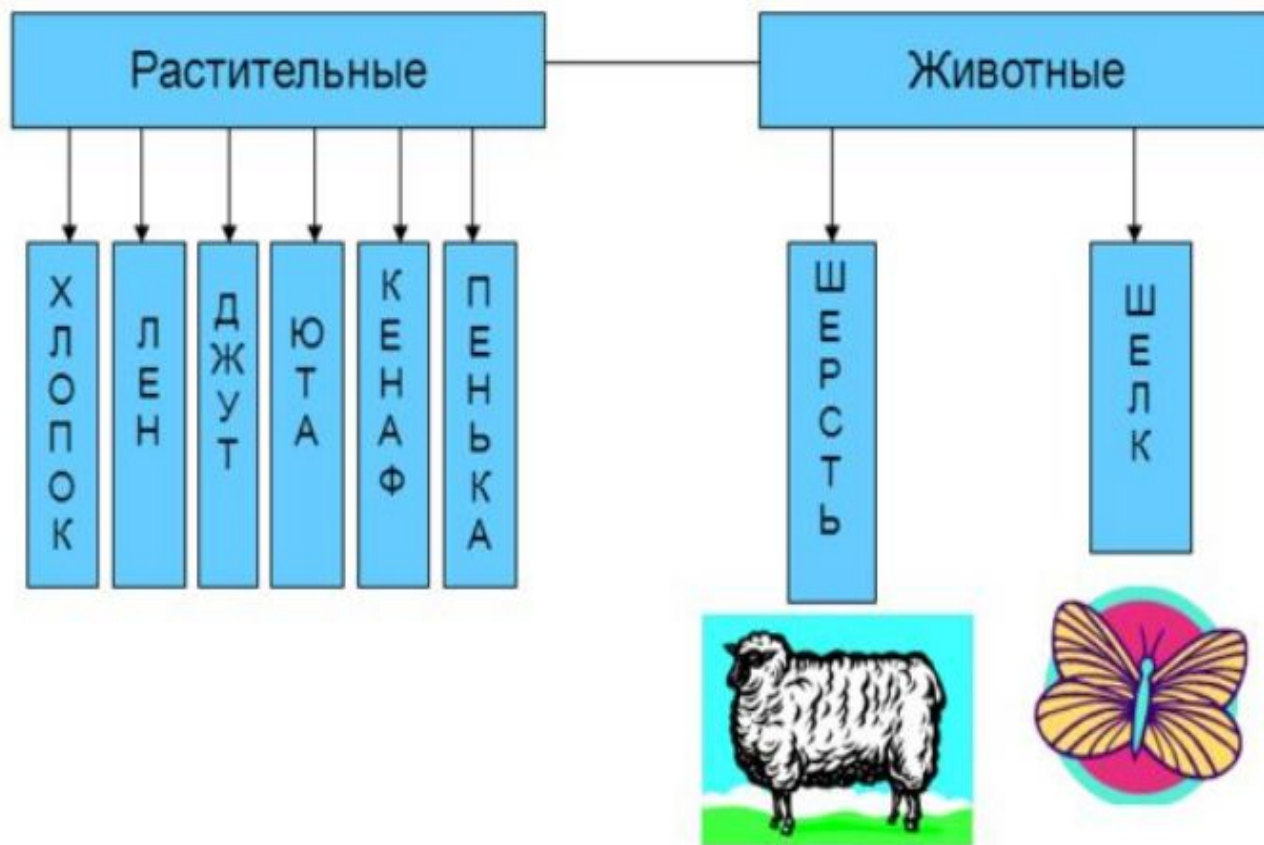 Растительные
Животные
ХЛОПОК
ЛЕН
ДЖУТ
ЮТА
КЕНАФ
ПЕНЬКА
ШЕРСТЬ
ШЕЛК